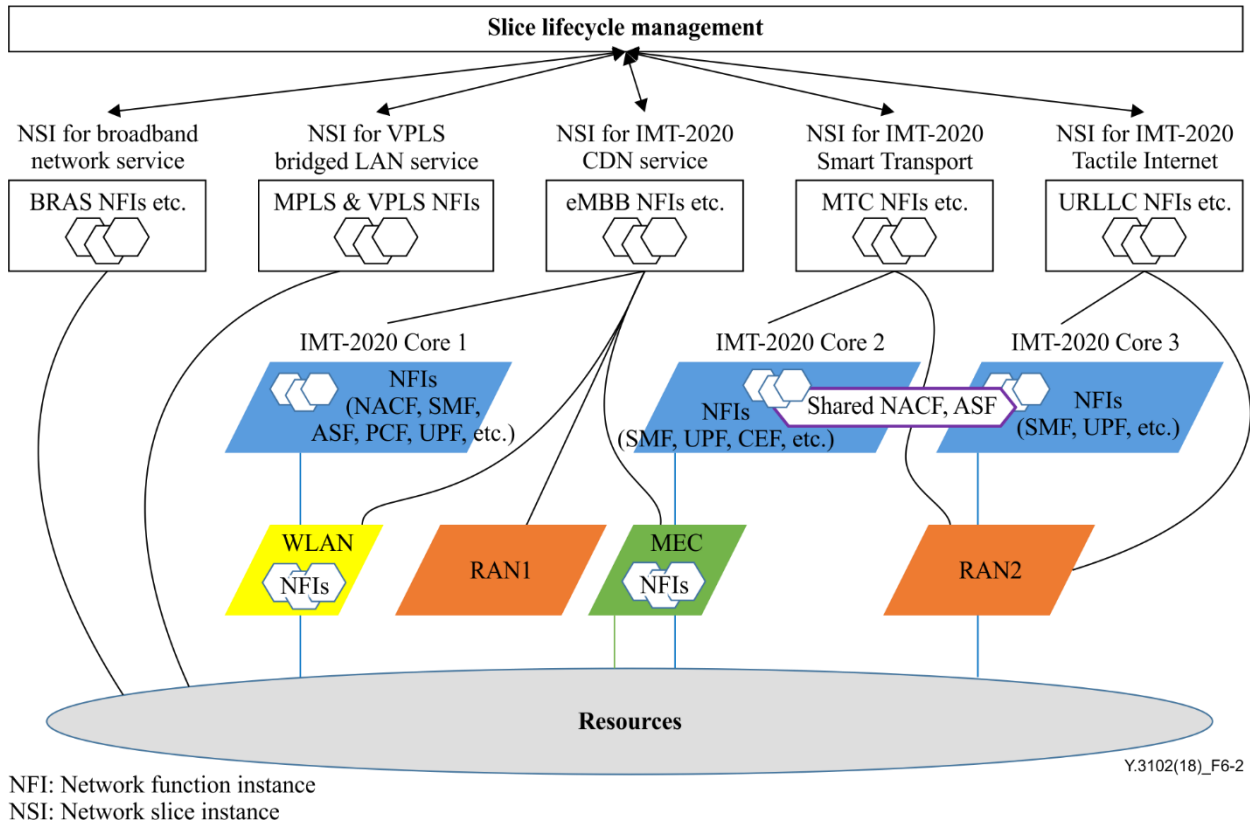 Slice lifecycle management
NSI for broadband
network service
NSI for VPLS
bridged LAN service
NSI for IMT-2020
CDN service
NSI for IMT-2020
Smart Transport
NSI for IMT-2020
Tactile Internet
BRAS NFIs etc.
MPLS & VPLS NFIs
eMBB NFIs etc.
MTC NFIs etc.
URLLC NFIs etc.
IMT-2020 Core 1
IMT-2020 Core 2
IMT-2020 Core 3
NFIs
(NACF, SMF,
ASF, PCF, UPF, etc.)
NFIs
(SMF, UPF, CEF, etc.)
Shared NACF, ASF
NFIs
(SMF, UPF, etc.)
WLAN
NFIs
RAN1
MEC
NFIs
RAN2
Resources
Y.3102(18)_F6-2
NFI: Network function instance
NSI: Network slice instance